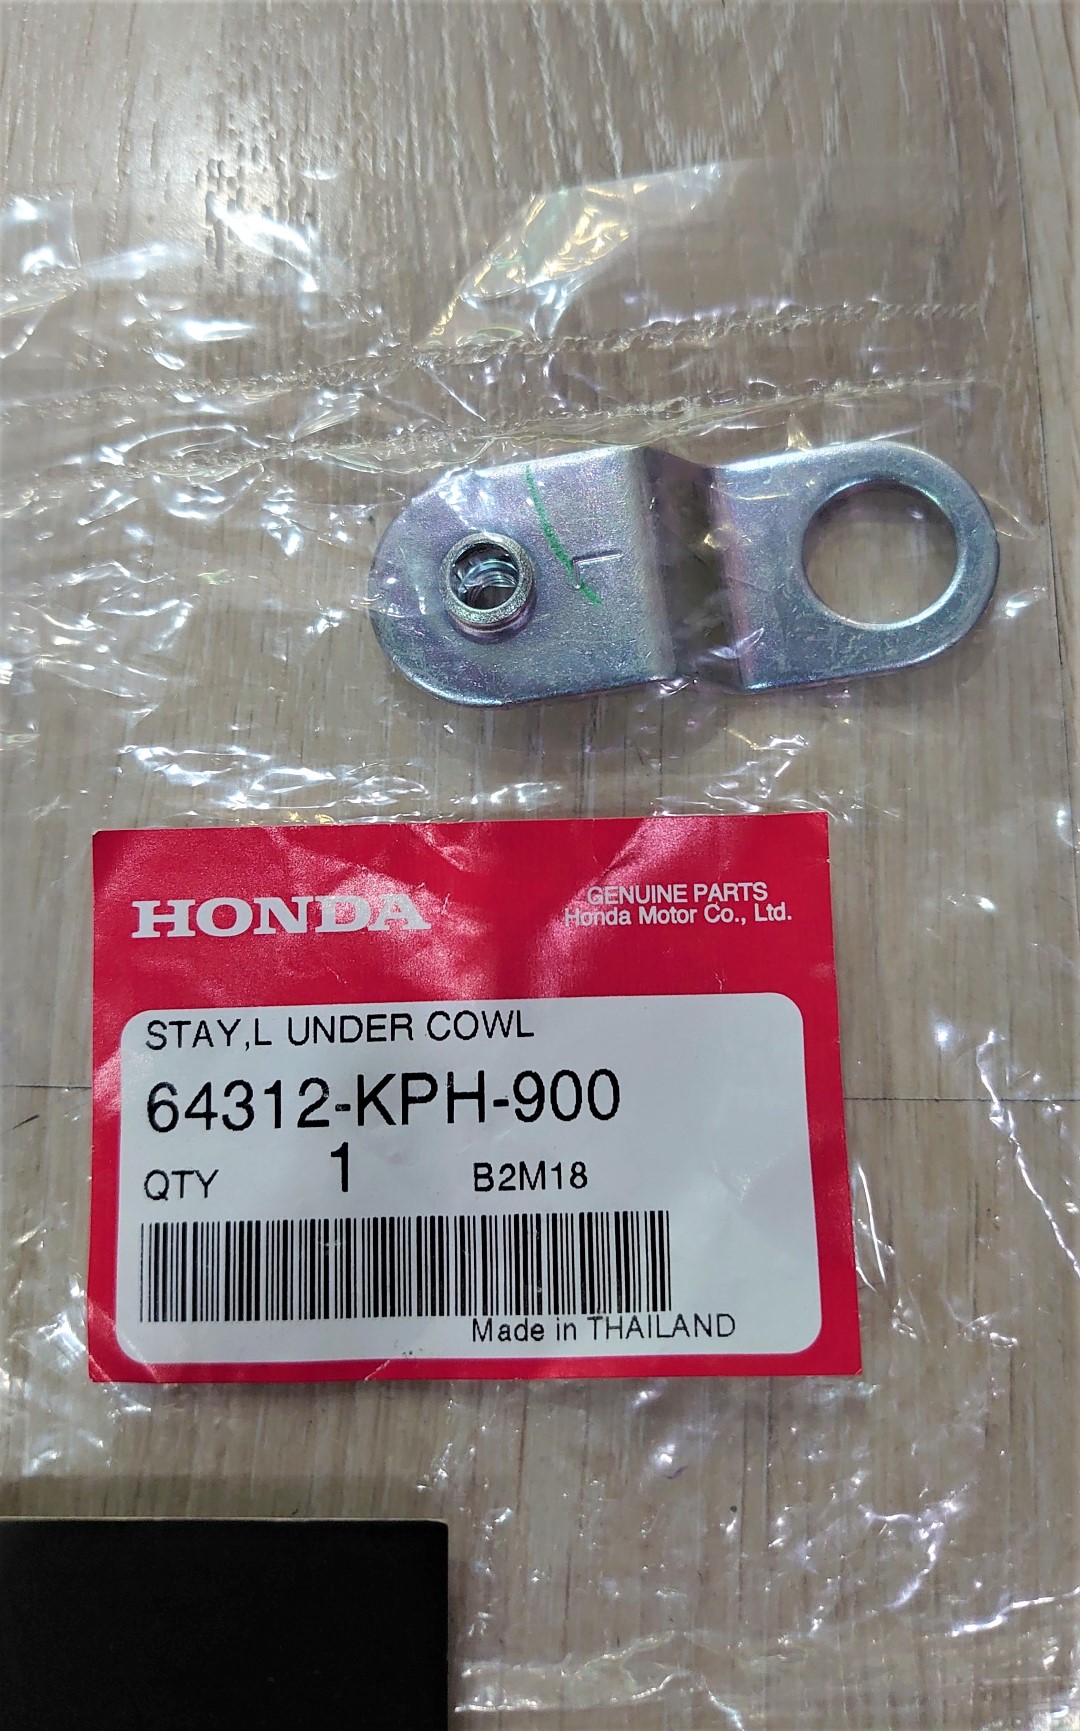 L
HONDA
GENUINE PARTS
Honda Motor Co., Ltd.
STAY,L UNDER COWL
64312-KPH-900
QTY 1 B2M18
Made in THAILAND